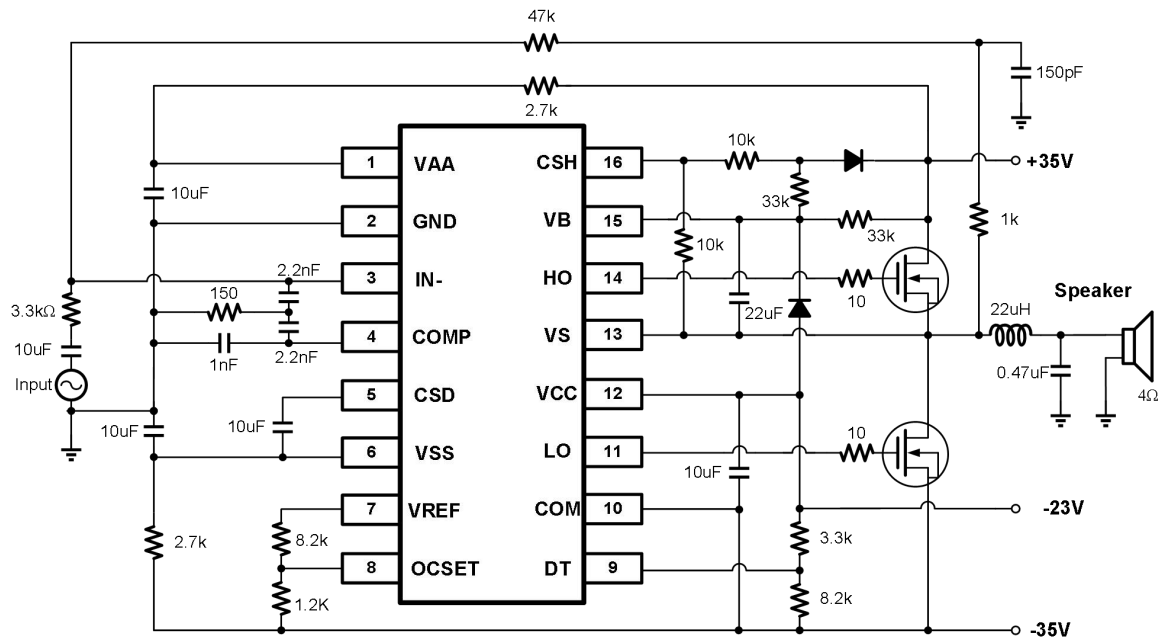 47k
150pF
2.7k
1 VAA
CSH 16
10k
+35V
10uF
33k
2 GND
VB 15
33k
1k
10k
2.2nF
3 IN-
HO 14
10
3.3kΩ
150
22uF
Speaker
22uH
10uF
4 COMP
VS 13
1nF
2.2nF
0.47uF
Input
5 CSD
VCC 12
4Ω
10uF
10uF
10
6 VSS
LO 11
10uF
7 VREF
COM 10
-23V
2.7k
8.2k
3.3k
8 OCSET
DT 9
1.2K
8.2k
-35V